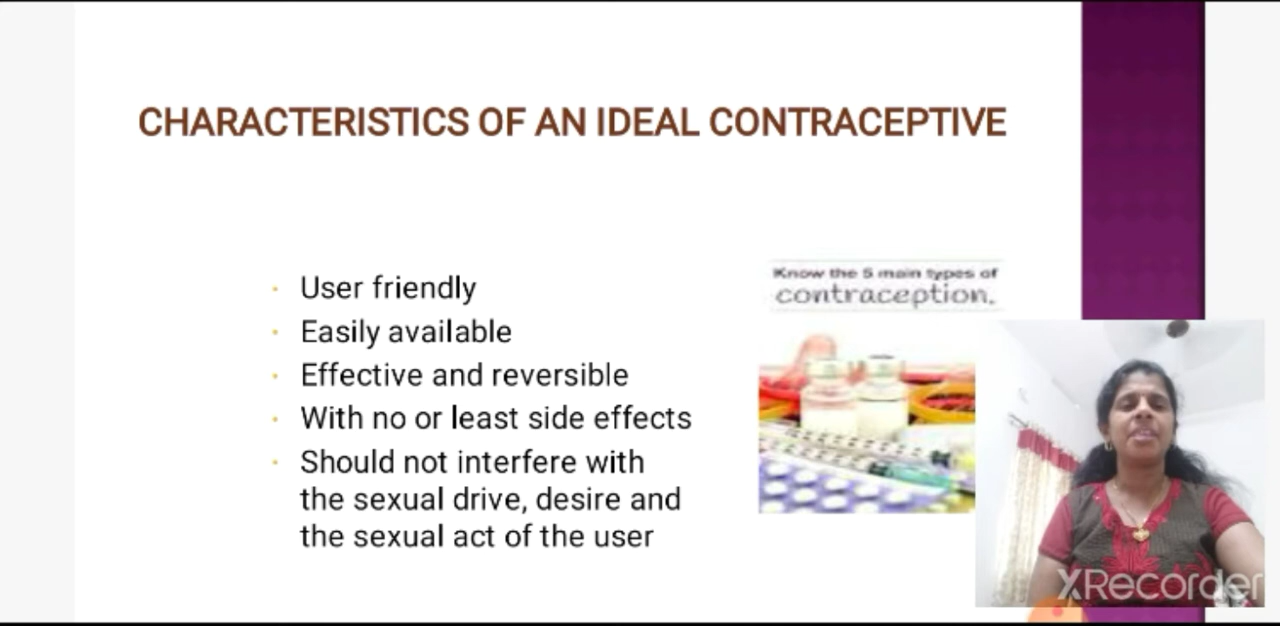 CHARACTERISTICS OF AN IDEAL CONTRACEPTIVE
User friendly
Easily available
Effective and reversible
With no or least side effects
Should not interfere with
the sexual drive, desire and
the sexual act of the user
Know the 5 main types of
contraception.
XRecorder